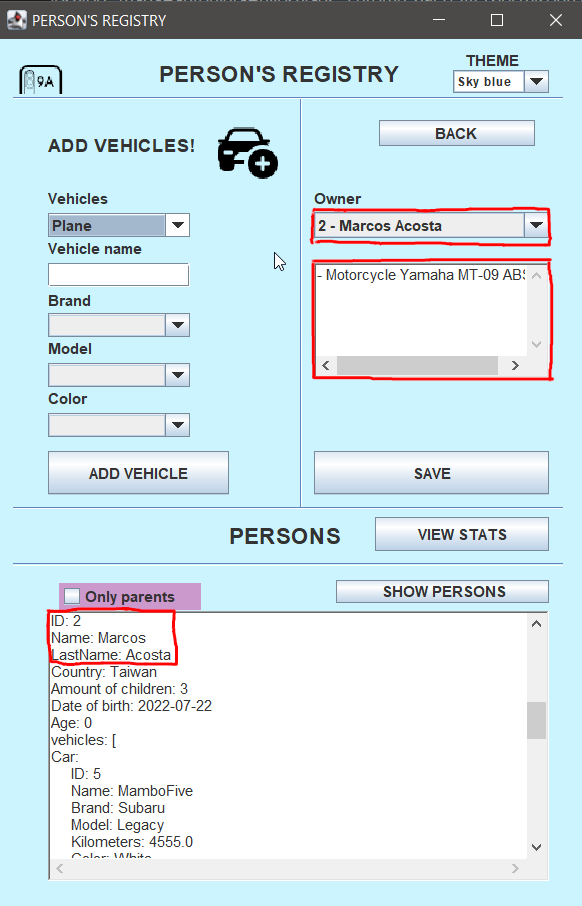 PERSON'S REGISTRY
9A
PERSON'S REGISTRY
THEME
Sky blue
ADD VEHICLES!
BACK
Vehicles
Plane
Vehicle name
Brand
Model
Color
ADD VEHICLE
Owner
2 - Marcos Acosta
- Motorcycle Yamaha MT-09 ABS
SAVE
PERSONS
VIEW STATS
Only parents
SHOW PERSONS
ID: 2
Name: Marcos
LastName: Acosta
Country: Taiwan
Amount of children: 3
Date of birth: 2022-07-22
Age: 0
vehicles: [
Car:
ID: 5
Name: MamboFive
Brand: Subaru
Model: Legacy
Kilometers: 4555.0
Color: White